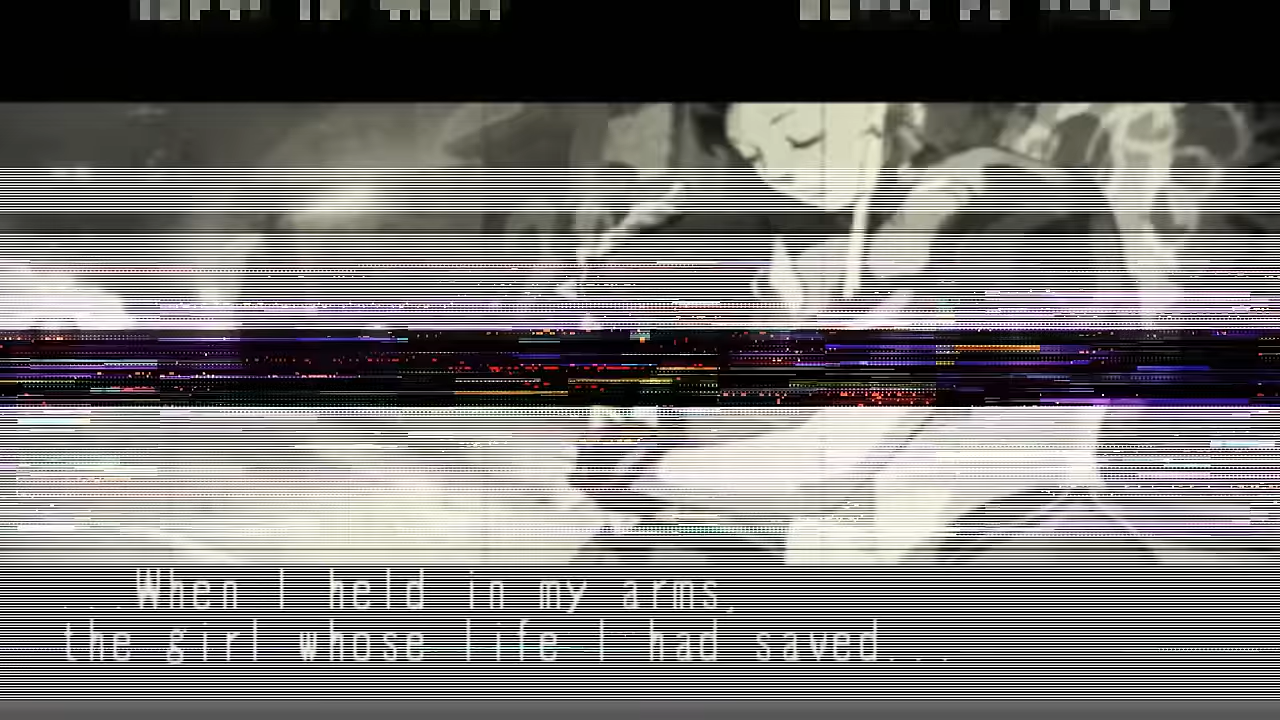 ...When I held in my arms,
the girl whose life I had saved...